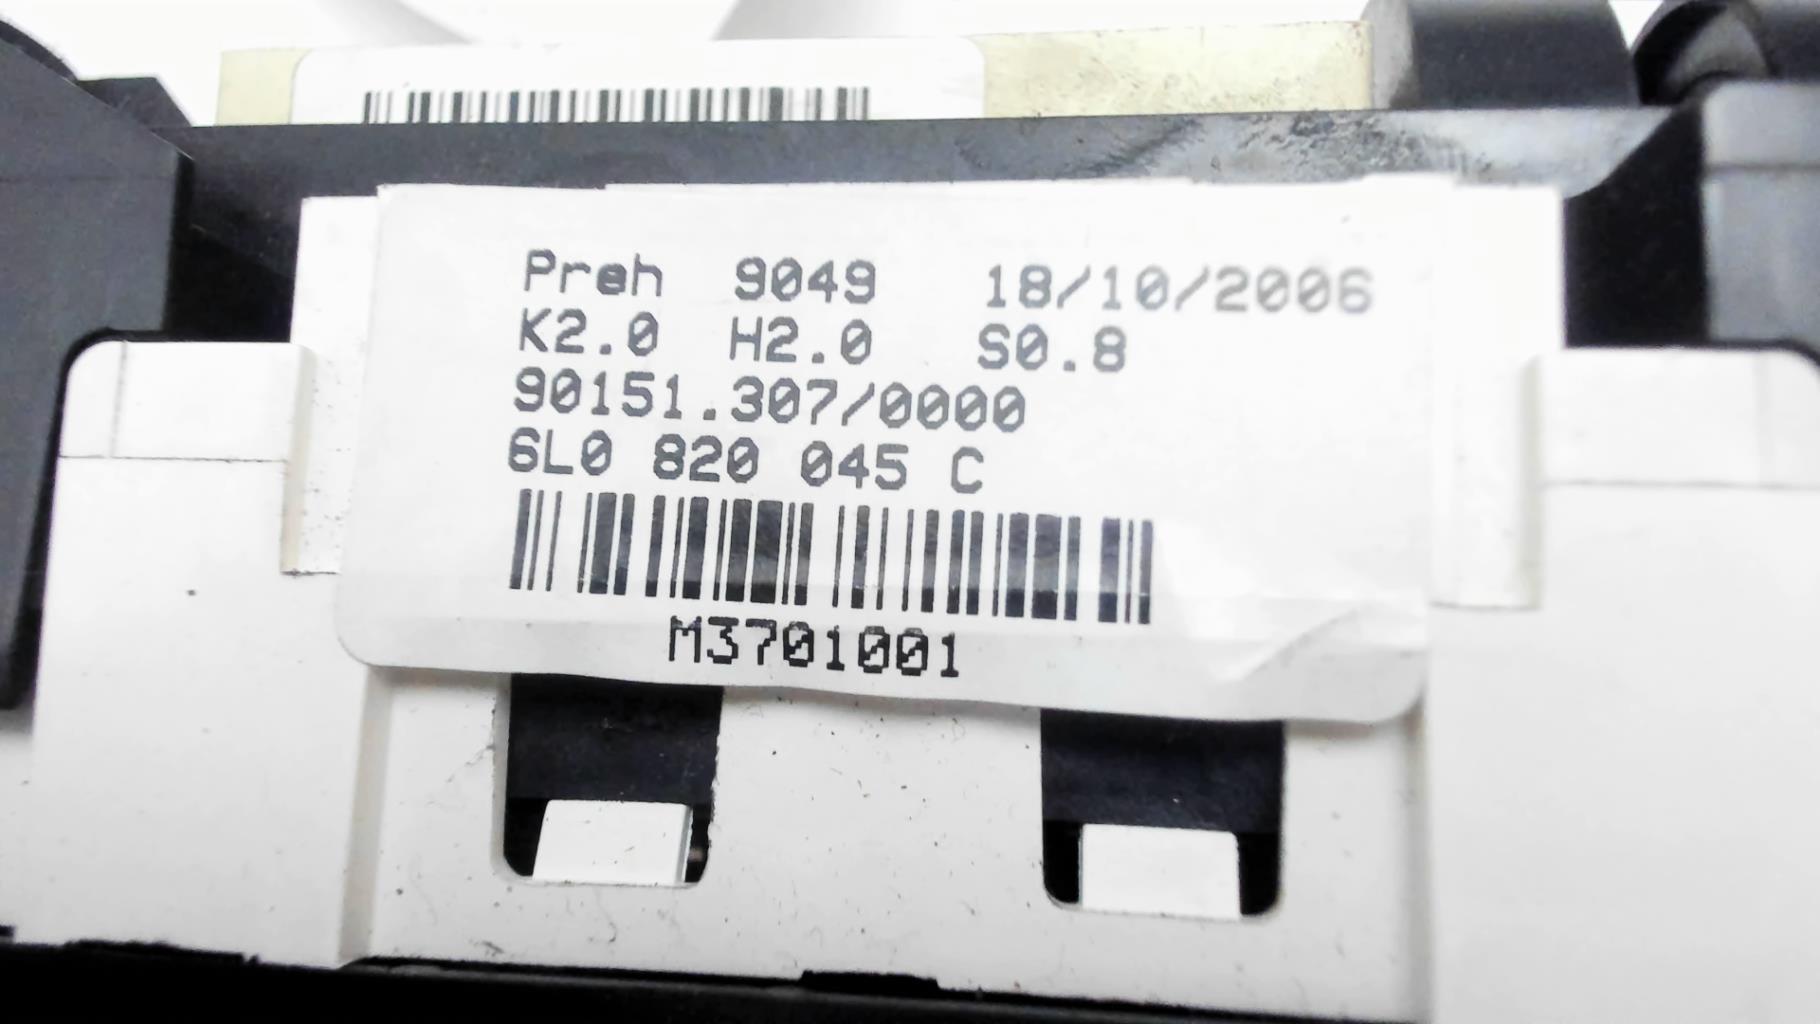 Preh 9049 18/10/2006
K2.0 H2.0 S0.8
90151.307/0000
6L0 820 045 C
M3701001